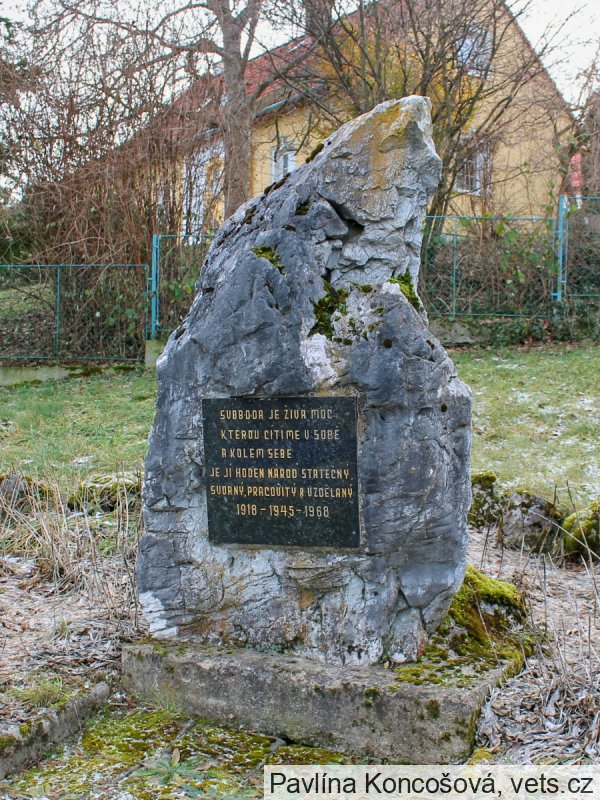 SVOBODA JE ŽIVÁ MOC
KTEROU CÍTÍME V SOBĚ
A KOLEM SEBE
JE JÍ HODEN NÁROD STATEČNÝ
SVORNÝ, PRACOVITÝ A VZDĚLANÝ
1918 - 1945 - 1968
Pavlína Koncošová, vets.cz